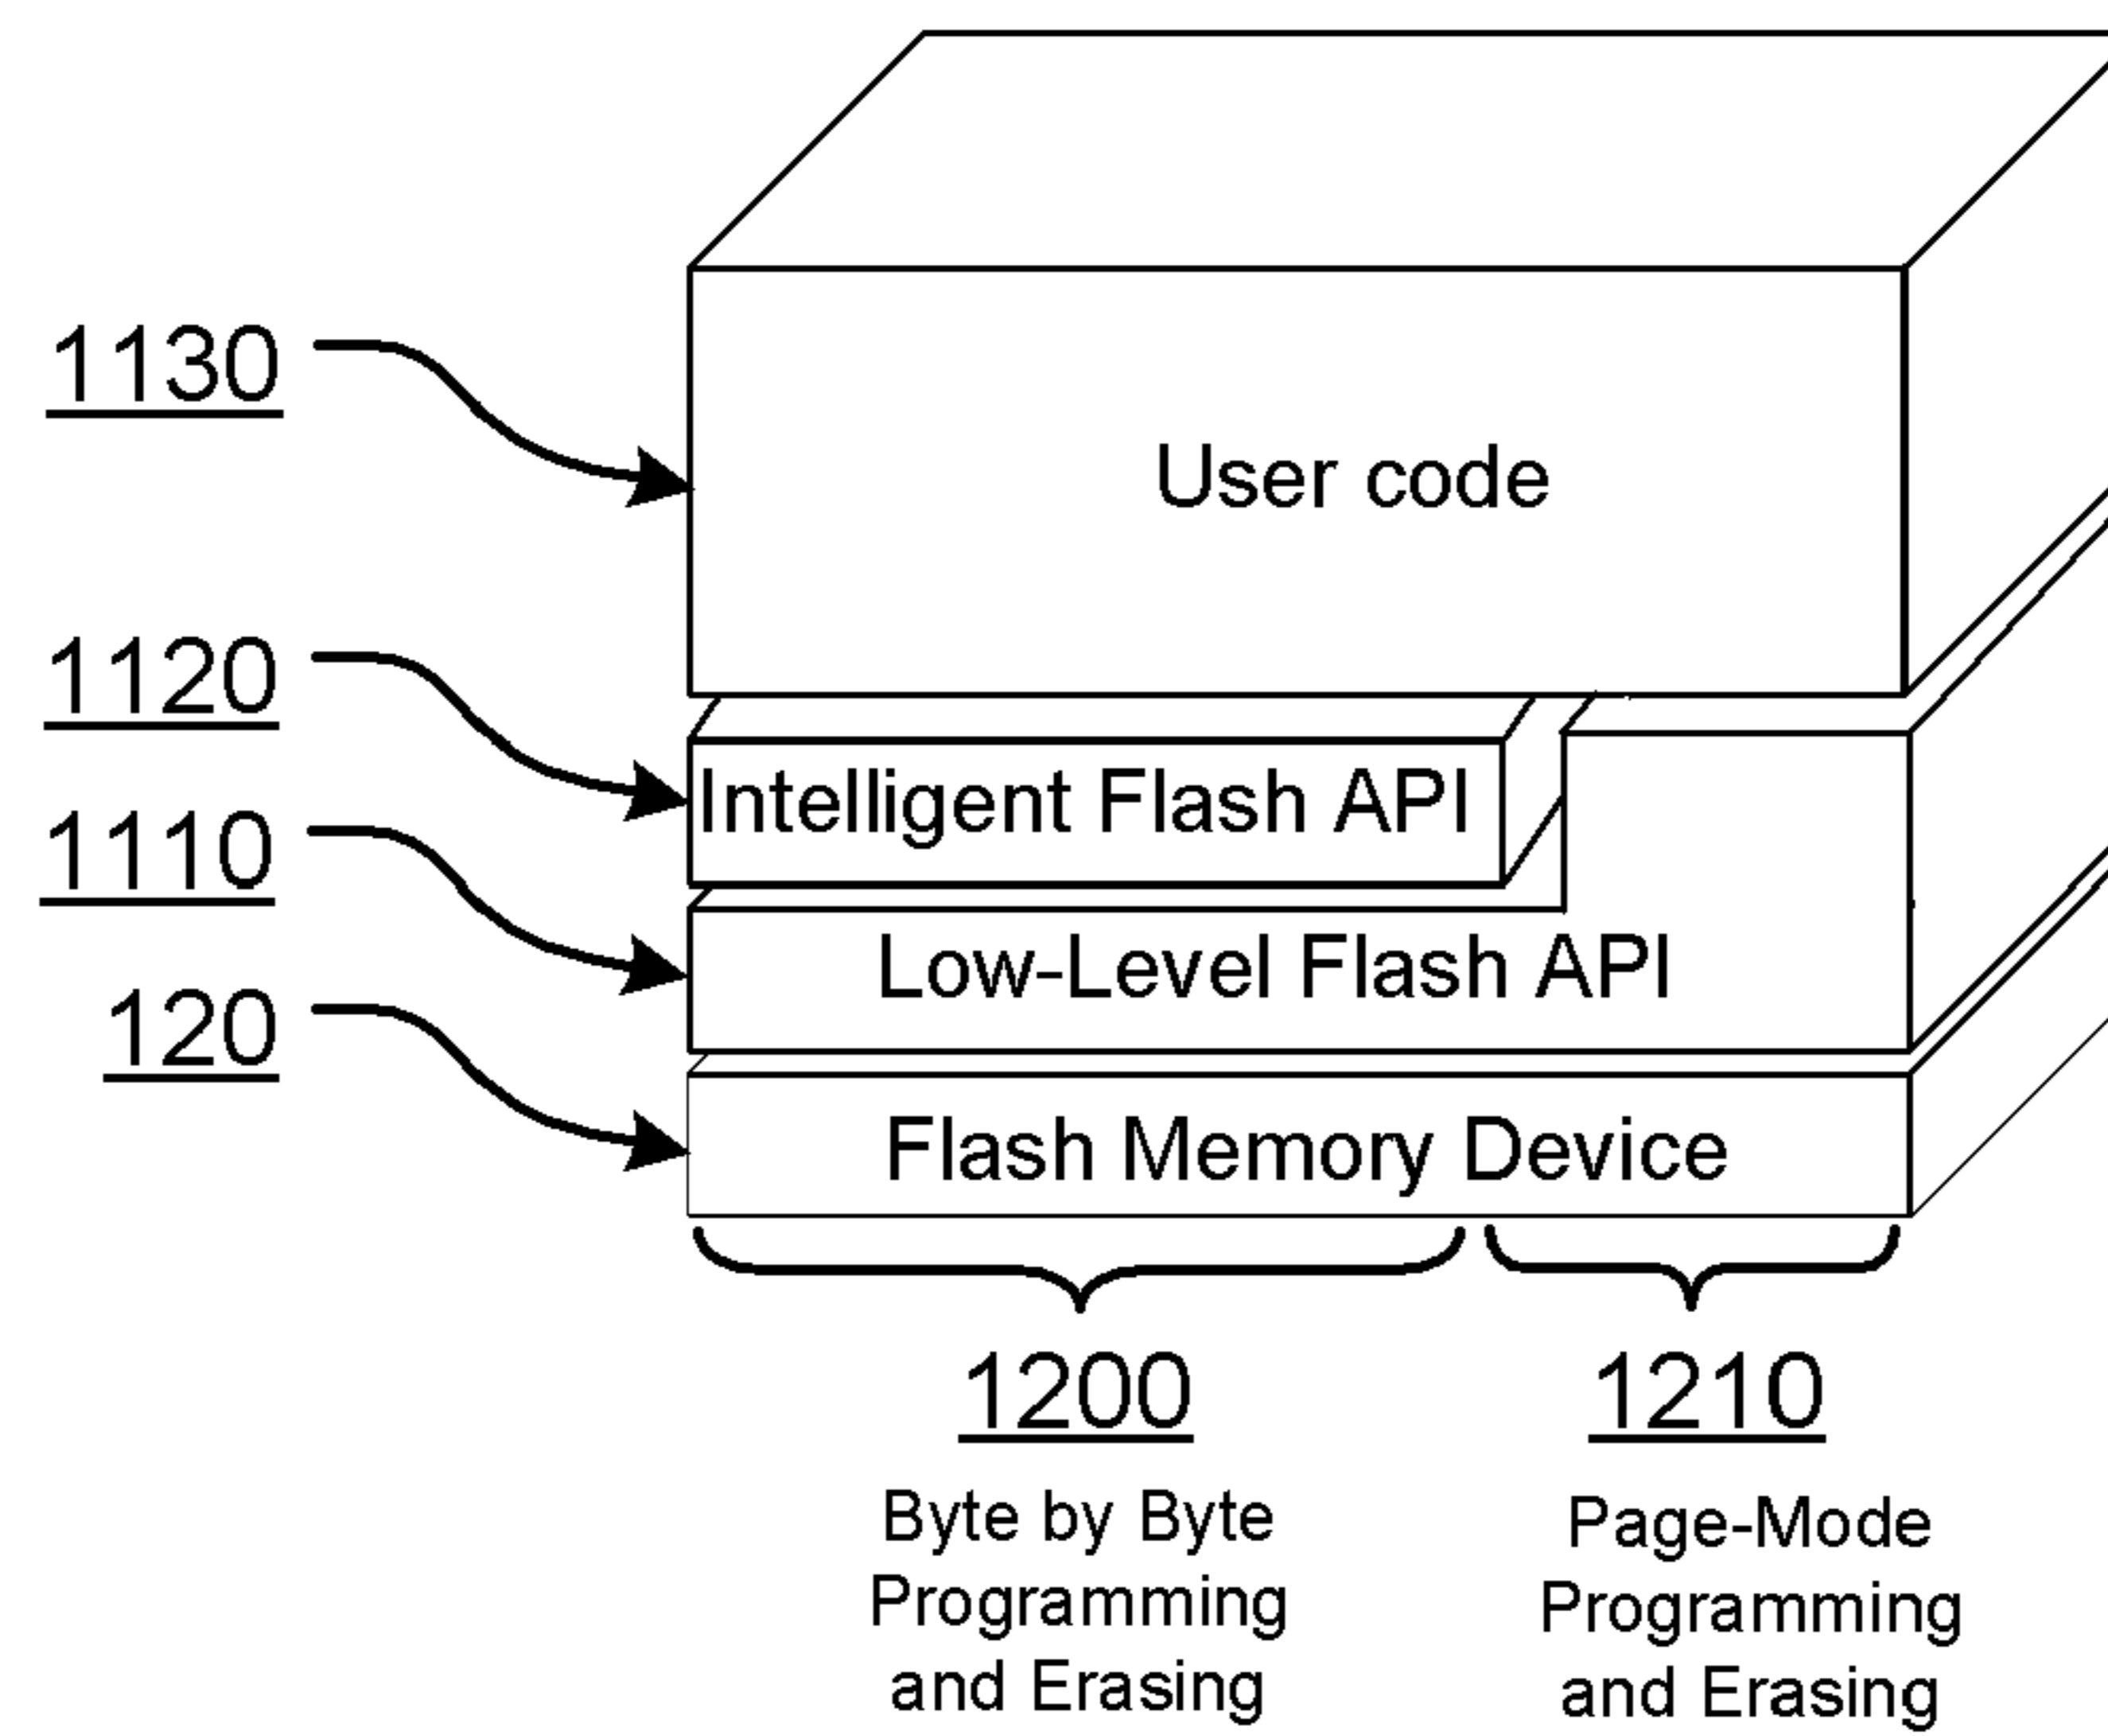 1130
User code
1120
Intelligent Flash API
1110
Low-Level Flash API
120
Flash Memory Device
1200
Byte by Byte
Programming
and Erasing
1210
Page-Mode
Programming
and Erasing